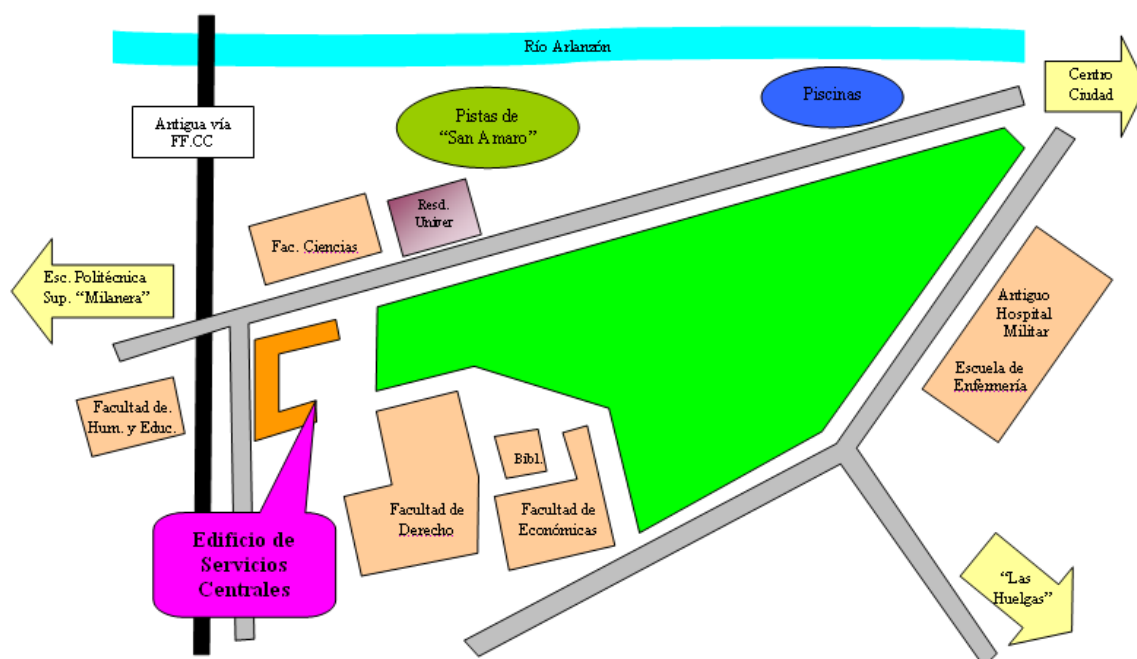 Río Arlanzón
Centro
Ciudad
Piscinas
Pistas de
“San Amaro”
Antigua vía
FF.CC
Resd.
Univer
Fac. Ciencias
Esc. Politécnica
Sup. “Milanera”
Antiguo
Hospital
Militar
Escuela de
Enfermería
Facultad de.
Hum. y Educ.
Bibl.
Facultad de
Derecho
Facultad de
Económicas
Edificio de
Servicios
Centrales
“Las
Huelgas”